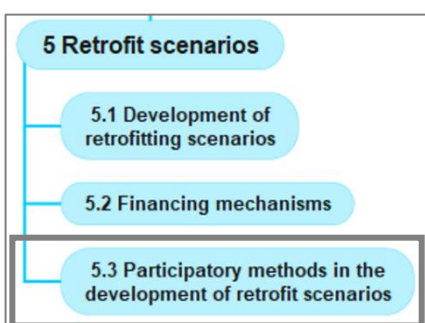 5 Retrofit scenarios
5.1 Development of
retrofitting scenarios
5.2 Financing mechanisms
5.3 Participatory methods in the
development of retrofit scenarios